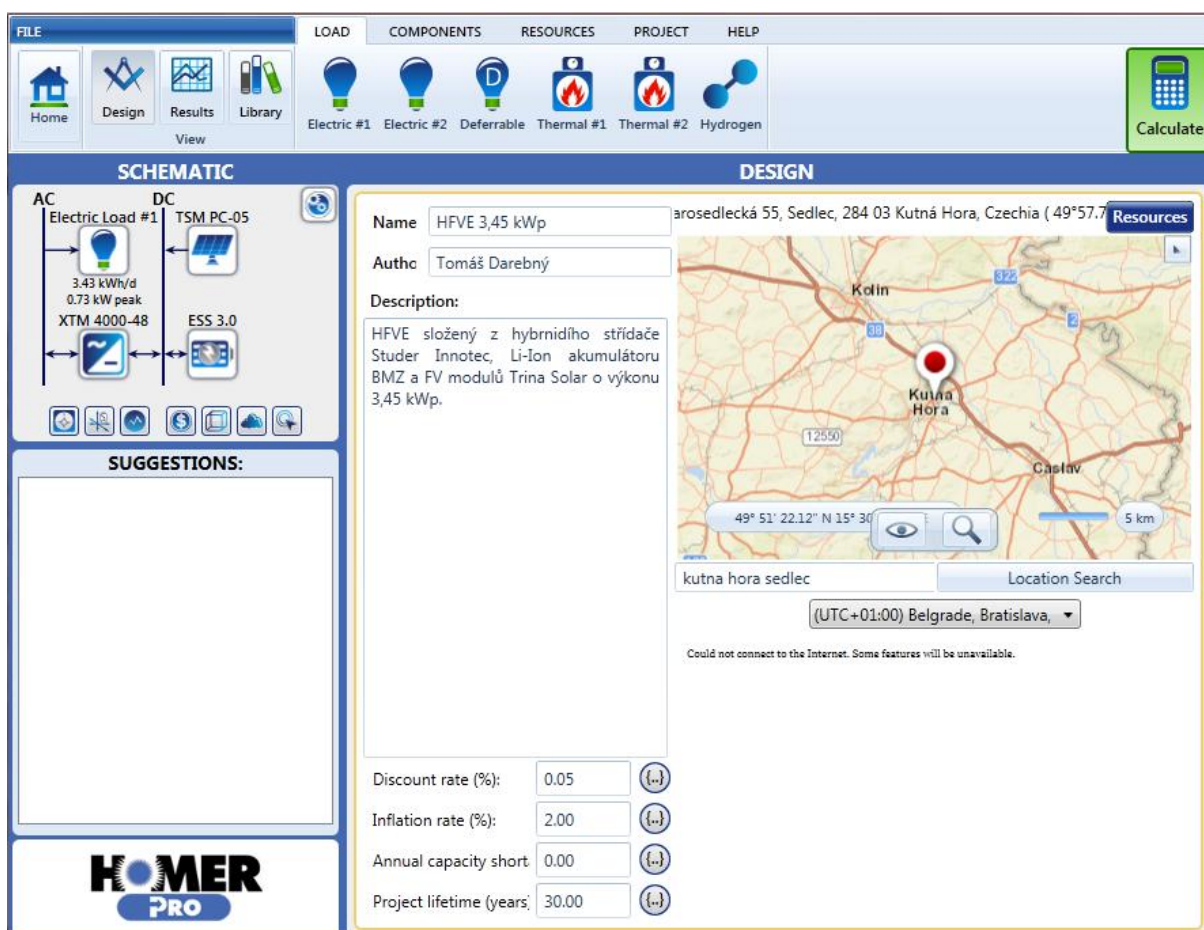 FILE
LOAD COMPONENTS RESOURCES PROJECT HELP
Home
Design Results Library
View
Electric #1 Electric #2 Deferrable Thermal #1 Thermal #2 Hydrogen
D
Calculate
SCHEMATIC
AC DC
Electric Load #1 TSM PC-05
3.43 kWh/d
0.73 kW peak
XTM 4000-48 ESS 3.0
SUGGESTIONS:
HOMER
PRO
DESIGN
Name HFVE 3,45 kWp
Autho Tomáš Darebný
Description:
HFVE složený z hybrnidího střídače
Studer Innotec, Li-Ion akumulátoru
BMZ a FV modulů Trina Solar o výkonu
3,45 kWp.
Discount rate (%): 0.05 {..}
Inflation rate (%): 2.00 {..}
Annual capacity short 0.00 {..}
Project lifetime (years) 30.00 {..}
arosedlecká 55, Sedlec, 284 03 Kutná Hora, Czechia ( 49°57.7 Resources
322
Kolin
2
38
Kutna
Hora
12550
Caslav
49° 51' 22.12" N 15° 30
5 km
kutna hora sedlec Location Search
(UTC+01:00) Belgrade, Bratislava,
Could not connect to the Internet. Some features will be unavailable.